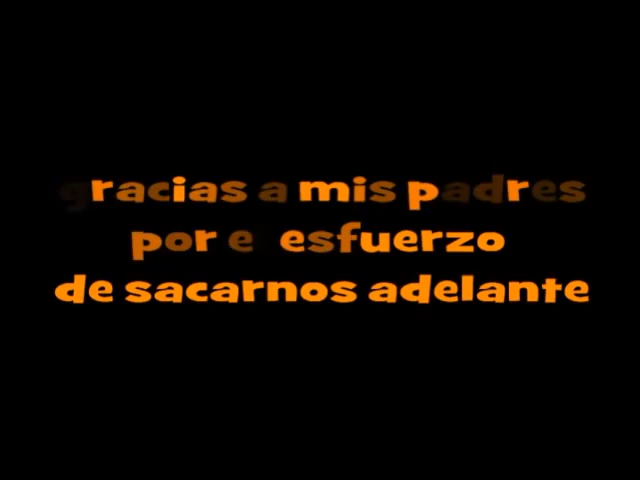 gracias a mis padres
por e esfuerzo
de sacarnos adelante